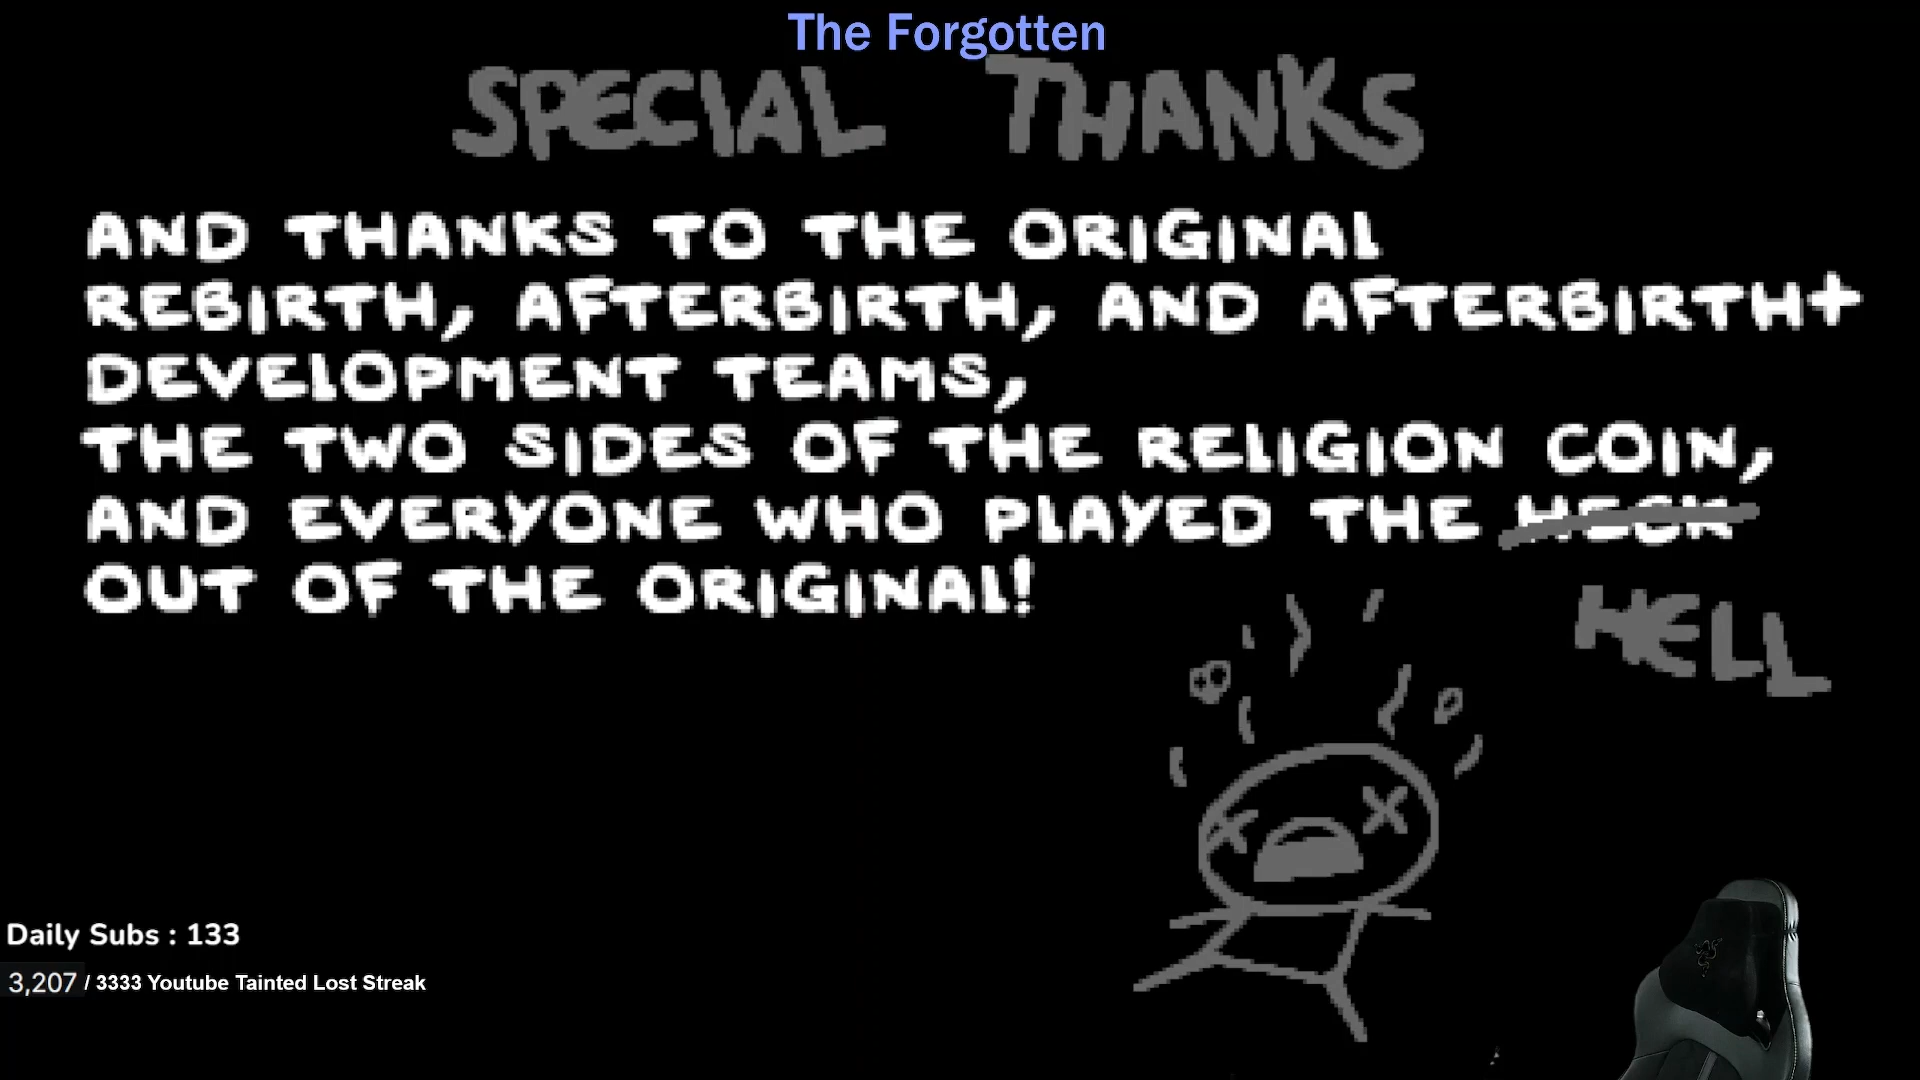 The Forgotten
SPECIAL THANKS
AND THANKS TO THE ORIGINAL
REBIRTH, AFTERBIRTH, AND AFTERBIRTH+
DEVELOPMENT TEAMS,
THE TWO SIDES OF THE RELIGION COIN,
AND EVERYONE WHO PLAYED THE HECK
HELL
OUT OF THE ORIGINAL!
Daily Subs : 133
3,207 / 3333 Youtube Tainted Lost Streak